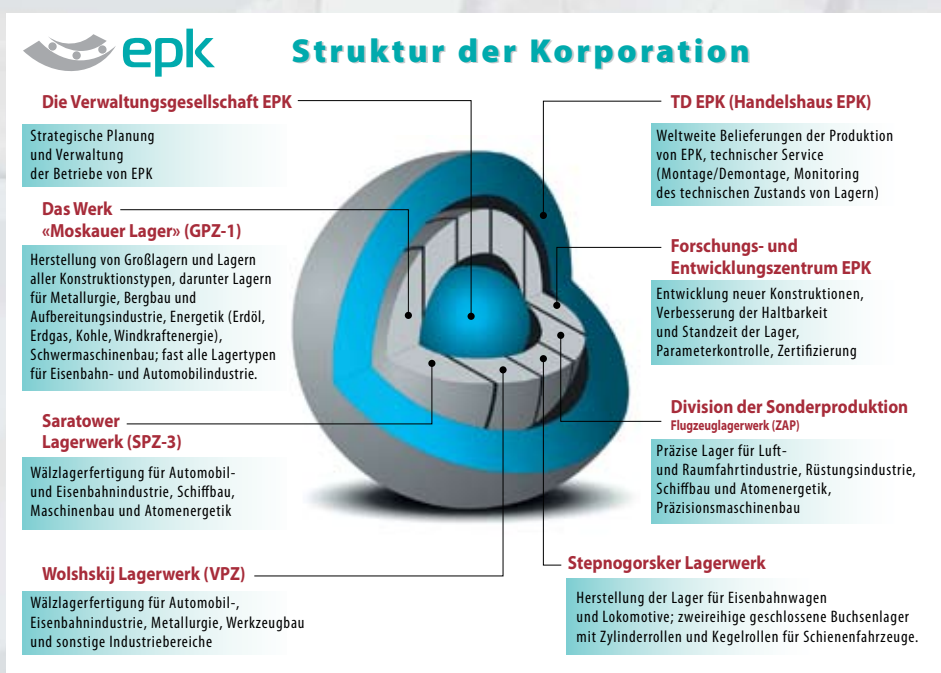 epk
Struktur der Korporation
Die Verwaltungsgesellschaft EPK
Strategische Planung
und Verwaltung
der Betriebe von EPK
Das Werk
«Moskauer Lager» (GPZ-1)
Herstellung von Großlagern und Lagern
aller Konstruktionstypen, darunter Lagern
für Metallurgie, Bergbau und
Aufbereitungsindustrie, Energetik (Erdöl,
Erdgas, Kohle, Windkraftenergie),
Schwermaschinenbau; fast alle Lagertypen
für Eisenbahn- und Automobilindustrie.
Saratower
Lagerwerk (SPZ-3)
Wälzlagerfertigung für Automobil-
und Eisenbahnindustrie, Schiffbau,
Maschinenbau und Atomenergetik
Wolshskij Lagerwerk (VPZ)
Wälzlagerfertigung für Automobil-,
Eisenbahnindustrie, Metallurgie, Werkzeugbau
und sonstige Industriebereiche
TD EPK (Handelshaus EPK)
Weltweite Belieferungen der Produktion
von EPK, technischer Service
(Montage/Demontage, Monitoring
des technischen Zustands von Lagern)
Forschungs- und
Entwicklungszentrum EPK
Entwicklung neuer Konstruktionen,
Verbesserung der Haltbarkeit
und Standzeit der Lager,
Parameterkontrolle, Zertifizierung
Division der Sonderproduktion
Flugzeuglagerwerk (ZAP)
Präzise Lager für Luft-
und Raumfahrtindustrie, Rüstungsindustrie,
Schiffbau und Atomenergetik,
Präzisionsmaschinenbau
Stepnogorsker Lagerwerk
Herstellung der Lager für Eisenbahnwagen
und Lokomotive; zweireihige geschlossene Buchsenlager
mit Zylinderrollen und Kegelrollen für Schienenfahrzeuge.